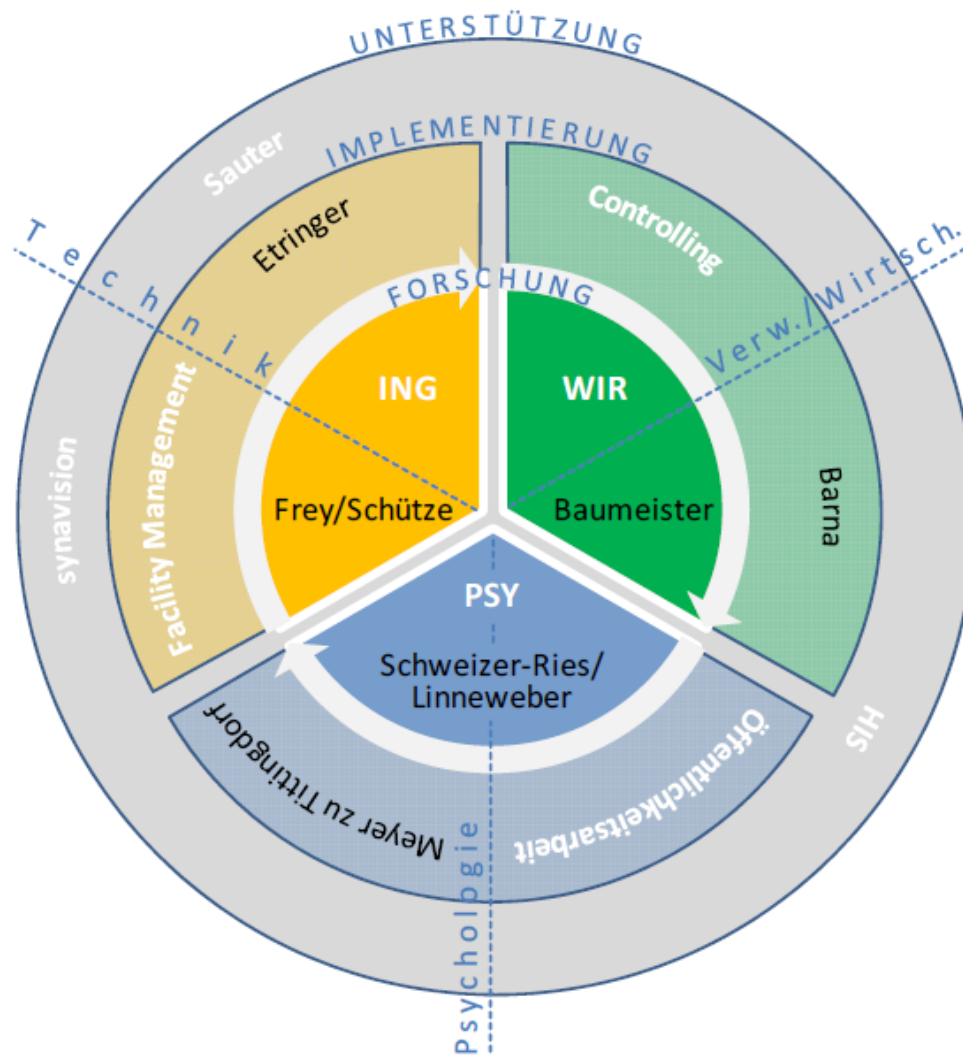 UNTERSTÜTZUNG
IMPLEMENTIERUNG
FORSCHUNG
Sauter
Etringer
Controlling
Technik
Verw./Wirtsch.
ING
WIR
Frey/Schütze
Baumeister
Facility Management
synavision
Barna
PSY
Schweizer-Ries/
Linneweber
HIS
Meyer zu Tittingdorf
Öffentlichkeitsarbeit
Psychologie